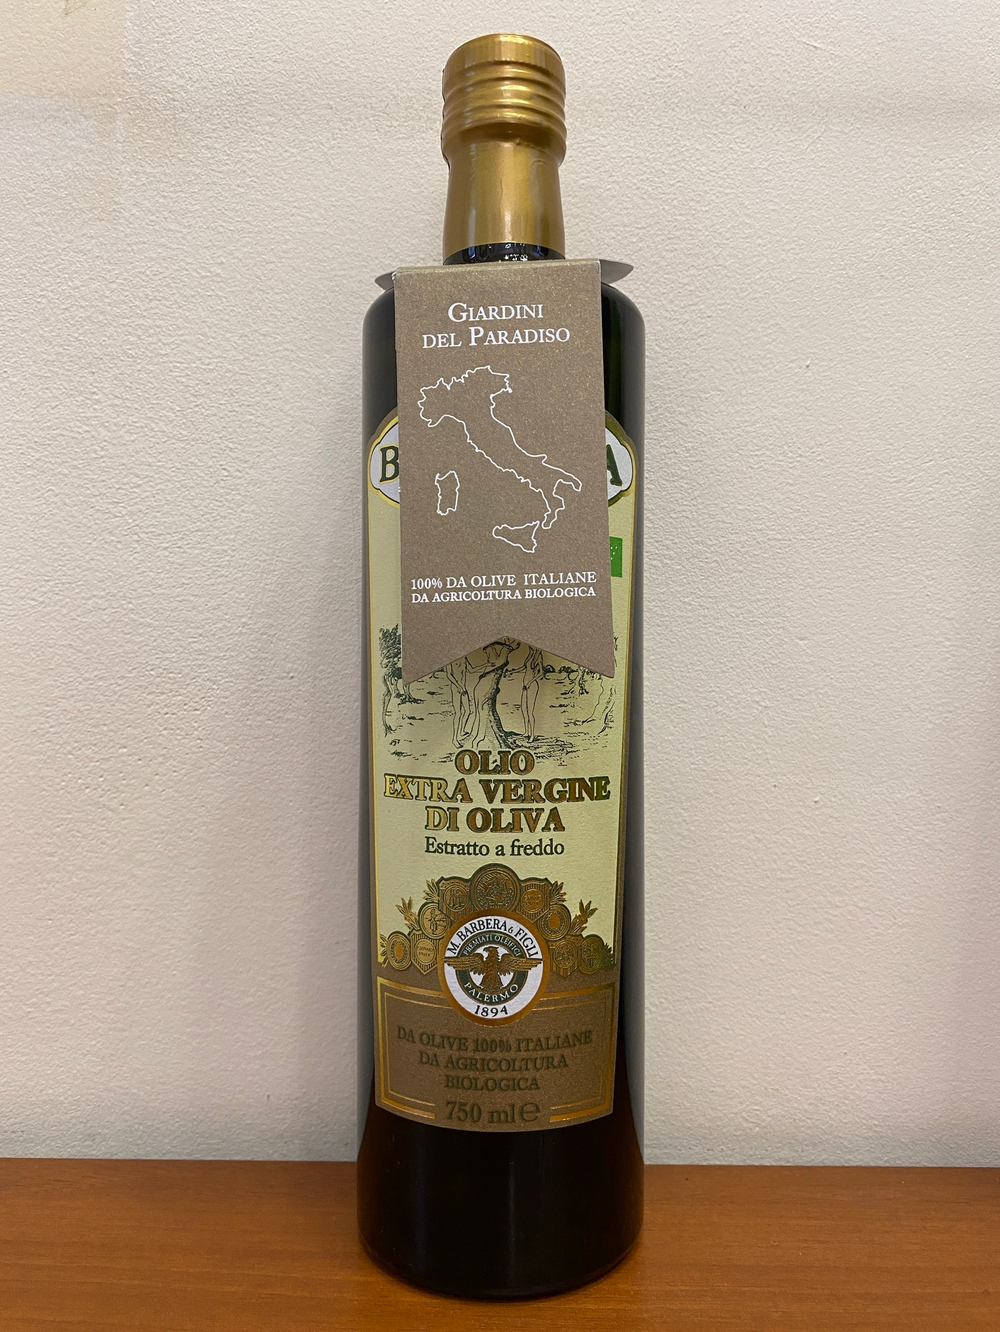 GIARDINI
DEL PARADISO
B
A
100% DA OLIVE ITALIANE
DA AGRICOLTURA BIOLOGICA
OLIO
EXTRA VERGINE
DI OLIVA
Estratto a freddo
M. BARBERA & FIGLI
PREMIATI OLEIFICI
PALERMO
1894
DA OLIVE 100% ITALIANE
DA AGRICOLTURA
BIOLOGICA
750 ml e